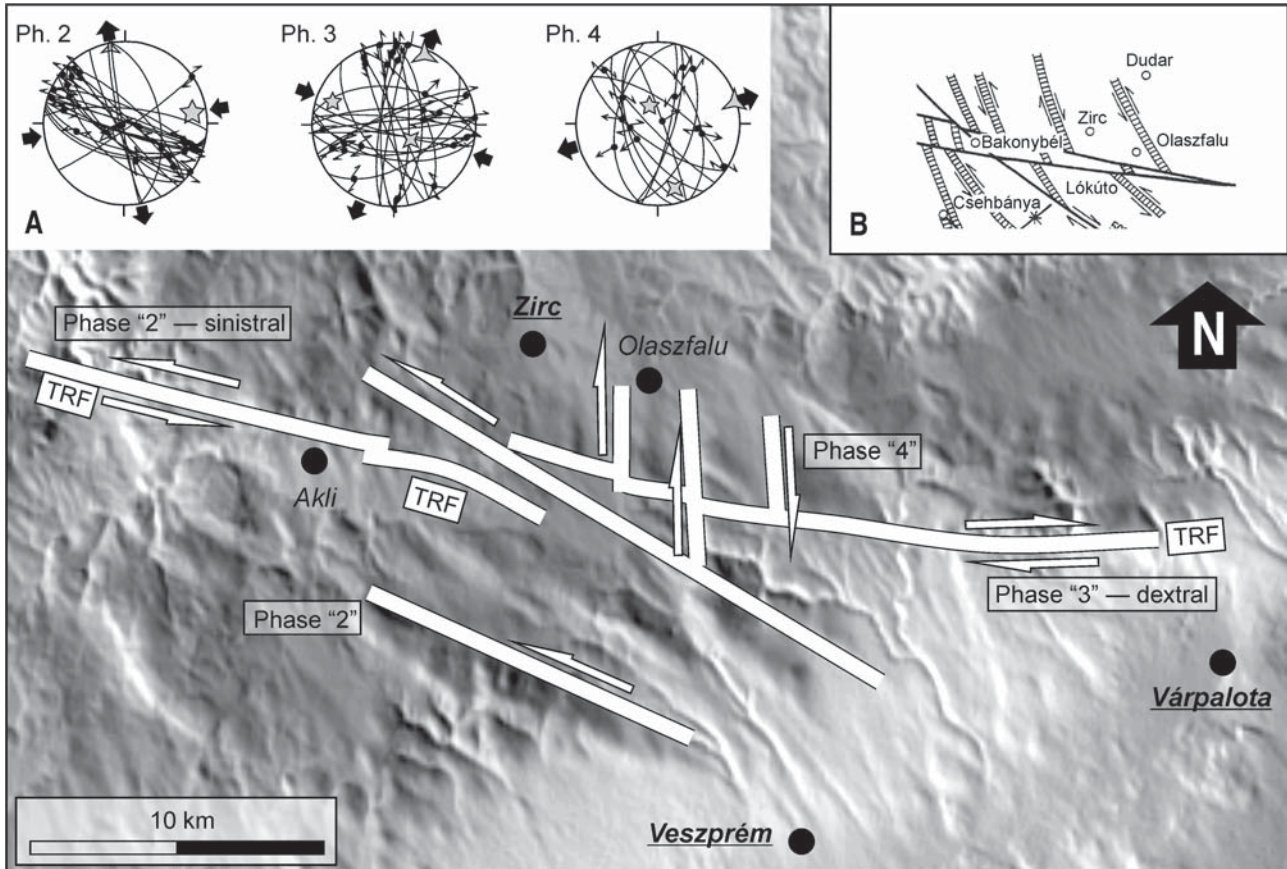 Ph. 2
Ph. 3
Ph. 4
A
Dudar
Zirc
Olaszfalu
Bakonybél
Lókúto
Csehbánya
B
Phase “2” — sinistral
Zirc
Olaszfalu
N
TRF
Phase “4”
Akli
TRF
TRF
Phase “3” — dextral
Phase “2”
Várpalota
10 km
Veszprém